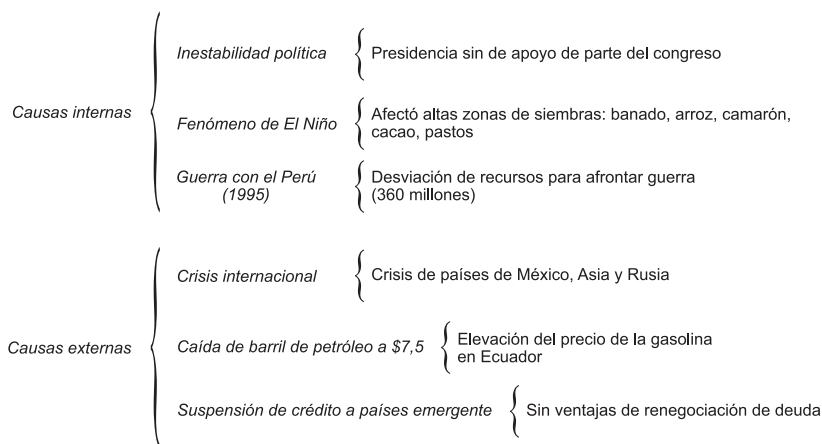 Causas internas
Inestabilidad política
Presidencia sin de apoyo de parte del congreso
Fenómeno de El Niño
Afectó altas zonas de siembras: banado, arroz, camarón,
cacao, pastos
Guerra con el Perú
(1995)
Desviación de recursos para afrontar guerra
(360 millones)
Causas externas
Crisis internacional
Crisis de países de México, Asia y Rusia
Caída de barril de petróleo a $7,5
Elevación del precio de la gasolina
en Ecuador
Suspensión de crédito a países emergente
Sin ventajas de renegociación de deuda